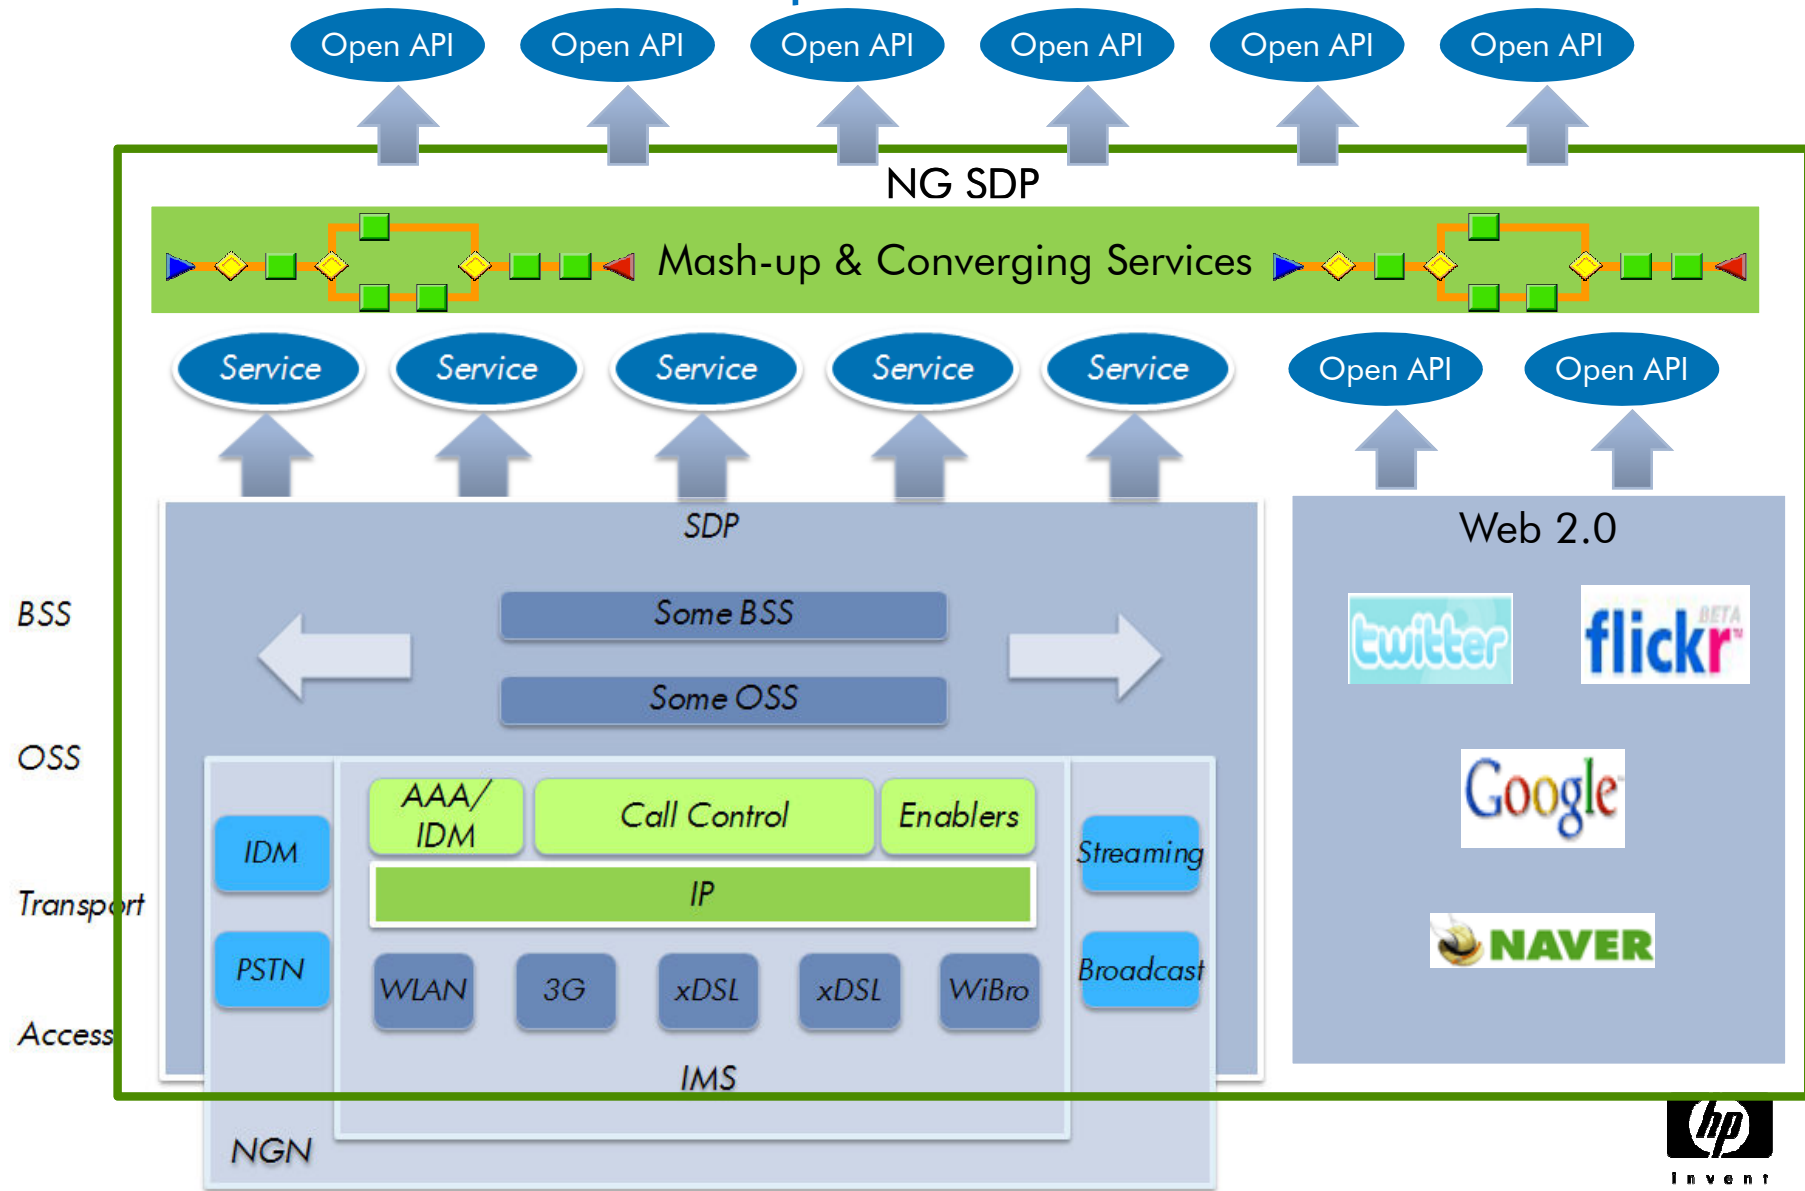 Open API Open API Open API Open API Open API Open API
NG SDP
Mash-up & Converging Services
Service Service Service Service Service Open API Open API
SDP
Web 2.0
BSS
Some BSS
twitter
flickr BETA
TM
Some OSS
OSS
AAA/
IDM
Call Control
Enablers
Google
IDM
Streaming
IP
Transport
NAVER
PSTN
WLAN 3G xDSL xDSL WiBro
Broadcast
Access
IMS
NGN
hp
invent